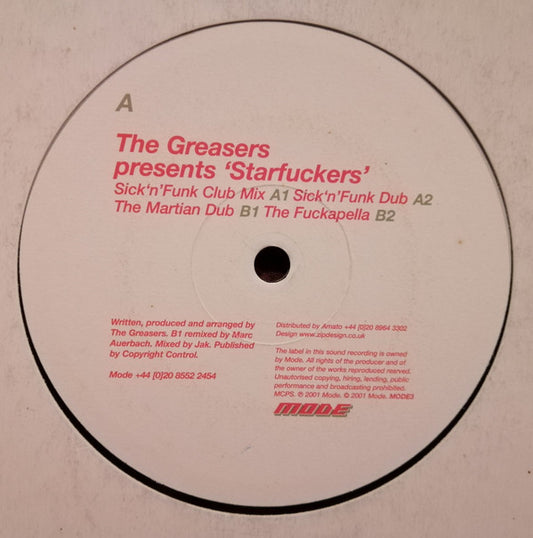 A
The Greasers
presents ‘Starfuckers’
Sick‘n’Funk Club Mix A1 Sick‘n’Funk Dub A2
The Martian Dub B1 The Fuckapella B2
Written, produced and arranged by
The Greasers. B1 remixed by Marc
Auerbach. Mixed by Jak. Published
by Copyright Control.
Mode +44 [0]20 8552 2454
Distributed by Amato +44 [0]20 8964 3302
Design www.zipdesign.co.uk
The label in this sound recording is owned
by Mode. All rights of the producer and of
the owner of the works reproduced reserved.
Unauthorised copying, hiring, lending, public
performance and broadcasting prohibited.
MCPS. ℗ 2001 Mode. © 2001 Mode. MODE3
MODE